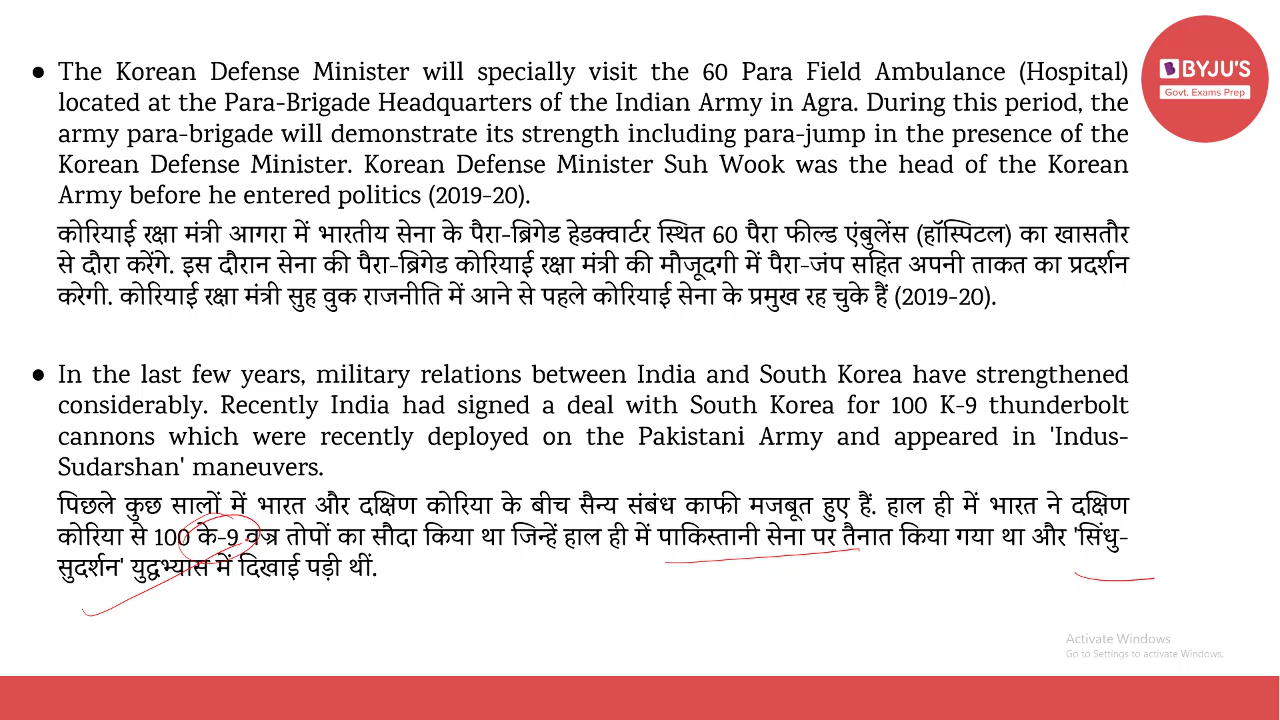 ● The Korean Defense Minister will specially visit the 60 Para Field Ambulance (Hospital)
located at the Para-Brigade Headquarters of the Indian Army in Agra. During this period, the
army para-brigade will demonstrate its strength including para-jump in the presence of the
Korean Defense Minister. Korean Defense Minister Suh Wook was the head of the Korean
Army before he entered politics (2019-20).
कोरियाई रक्षा मंत्री आगरा में भारतीय सेना के पैरा-ब्रिगेड हेडक्वार्टर स्थित 60 पैरा फील्ड एंबुलेंस (हॉस्पिटल) का खासतौर
से दौरा करेंगे. इस दौरान सेना की पैरा-ब्रिगेड कोरियाई रक्षा मंत्री की मौजूदगी में पैरा-जंप सहित अपनी ताकत का प्रदर्शन
करेगी. कोरियाई रक्षा मंत्री सुह वुक राजनीति में आने से पहले कोरियाई सेना के प्रमुख रह चुके हैं (2019-20).
● In the last few years, military relations between India and South Korea have strengthened
considerably. Recently India had signed a deal with South Korea for 100 K-9 thunderbolt
cannons which were recently deployed on the Pakistani Army and appeared in 'Indus-
Sudarshan' maneuvers.
पिछले कुछ सालों में भारत और दक्षिण कोरिया के बीच सैन्य संबंध काफी मजबूत हुए हैं. हाल ही में भारत ने दक्षिण
कोरिया से 100 के-9 वज्र तोपों का सौदा किया था जिन्हें हाल ही में पाकिस्तानी सेना पर तैनात किया गया था और 'सिंधु-
सुदर्शन' युद्धभ्यास में दिखाई पड़ी थीं.
BYJU'S
Govt. Exams Prep
Activate Windows
Go to Settings to activate Windows.